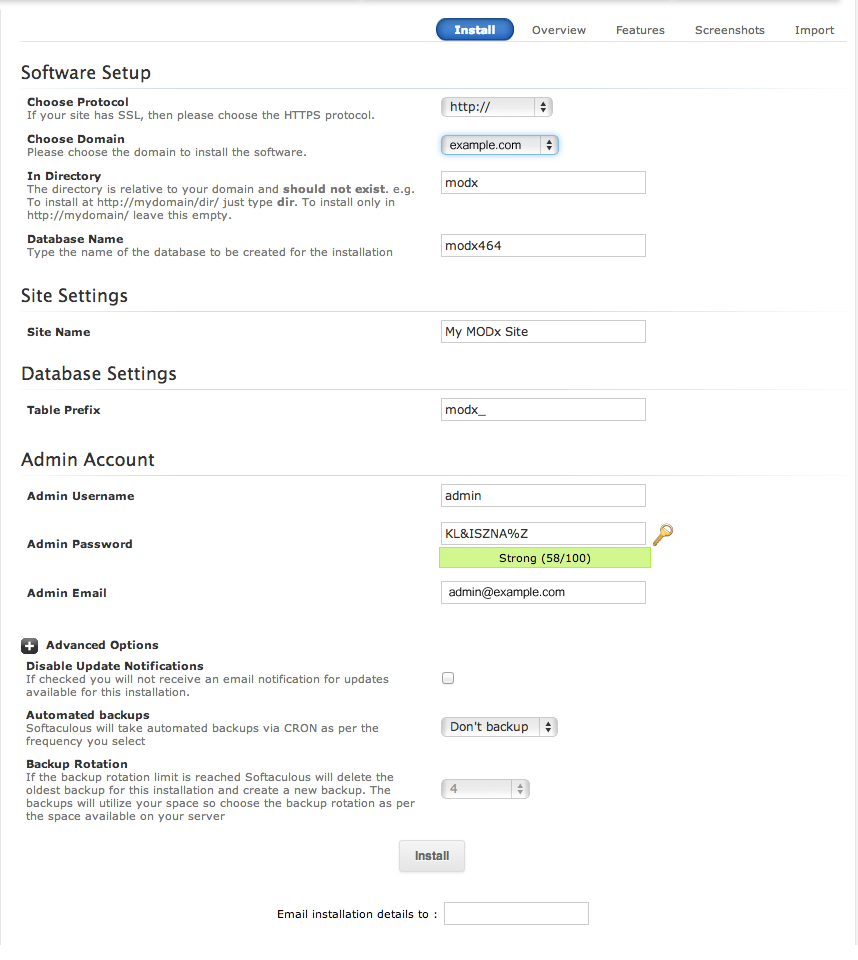 Install Overview Features Screenshots Import
Software Setup
Choose Protocol
If your site has SSL, then please choose the HTTPS protocol.
http://
Choose Domain
Please choose the domain to install the software.
example.com
In Directory
The directory is relative to your domain and should not exist. e.g.
To install at http://mydomain/dir/ just type dir. To install only in
http://mydomain/ leave this empty.
modx
Database Name
Type the name of the database to be created for the installation
modx464
Site Settings
Site Name
My MODx Site
Database Settings
Table Prefix
modx_
Admin Account
Admin Username
admin
Admin Password
KL&ISZNA%Z
Strong (58/100)
Admin Email
admin@example.com
Advanced Options
Disable Update Notifications
If checked you will not receive an email notification for updates
available for this installation.
Automated backups
Softaculous will take automated backups via CRON as per the
frequency you select
Don't backup
Backup Rotation
If the backup rotation limit is reached Softaculous will delete the
oldest backup for this installation and create a new backup. The
backups will utilize your space so choose the backup rotation as per
the space available on your server
4
Install
Email installation details to :